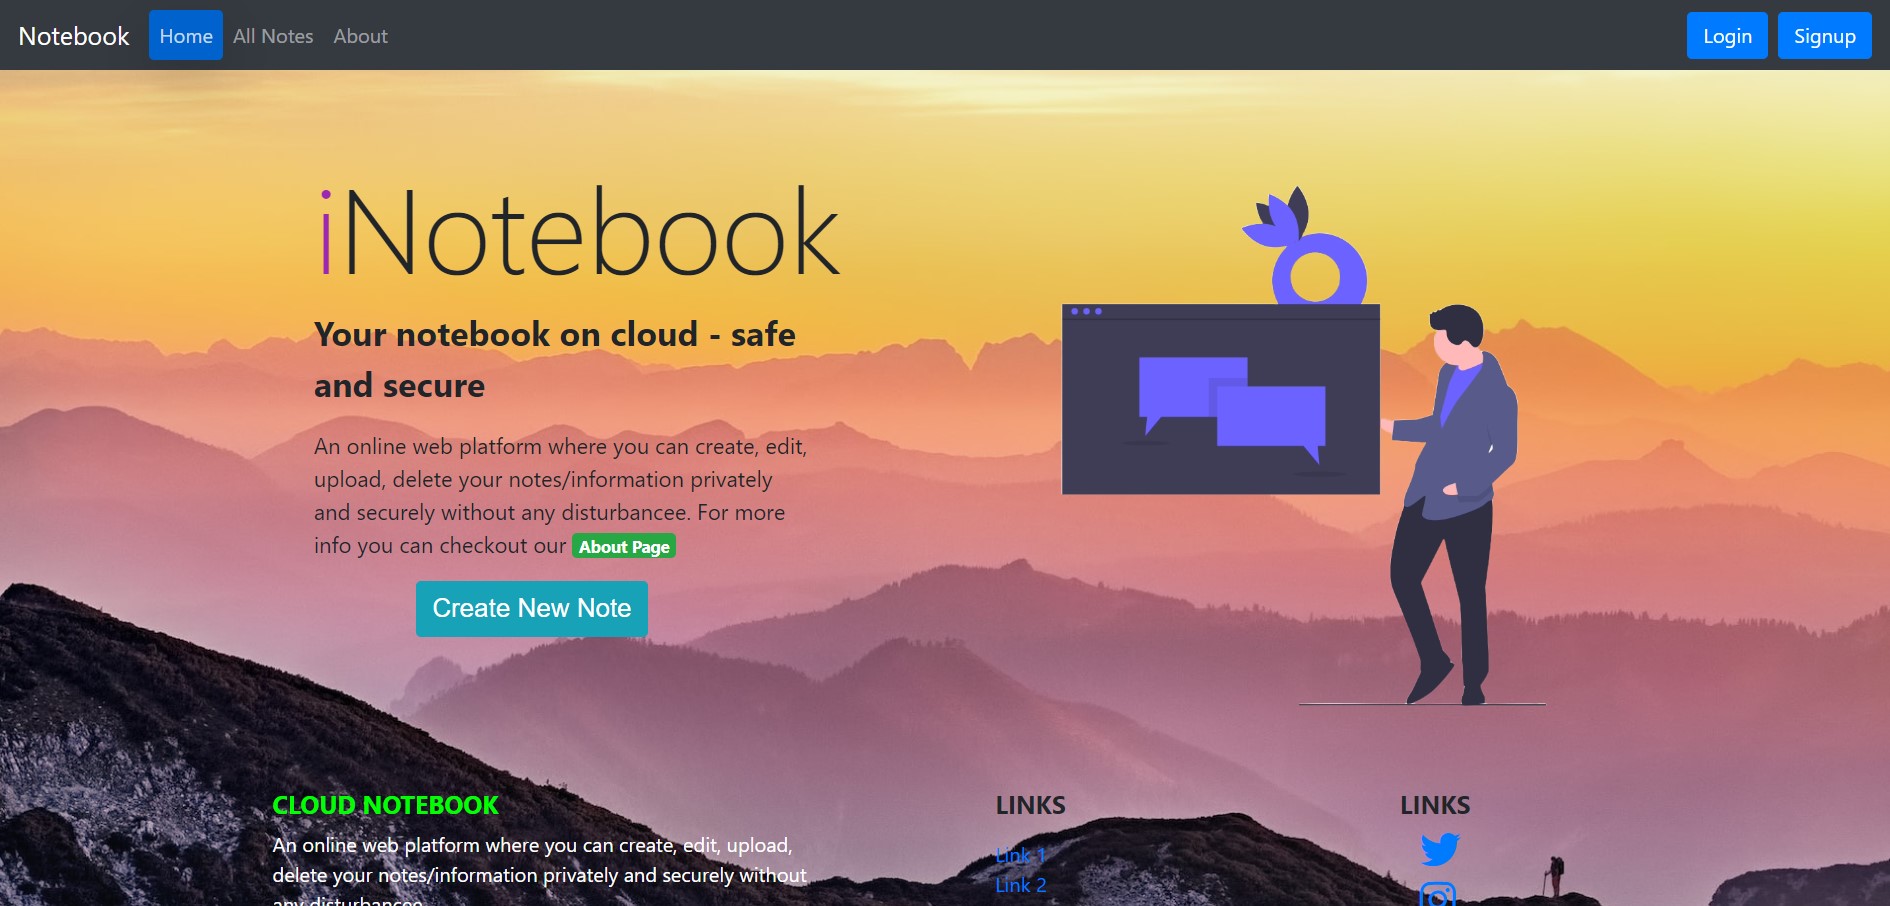 Notebook Home All Notes About Login Signup
iNotebook
Your notebook on cloud - safe
and secure
An online web platform where you can create, edit,
upload, delete your notes/information privately
and securely without any disturbancee. For more
info you can checkout our About Page
Create New Note
CLOUD NOTEBOOK
An online web platform where you can create, edit, upload,
delete your notes/information privately and securely without
any disturbancee
LINKS
Link 1
Link 2
LINKS